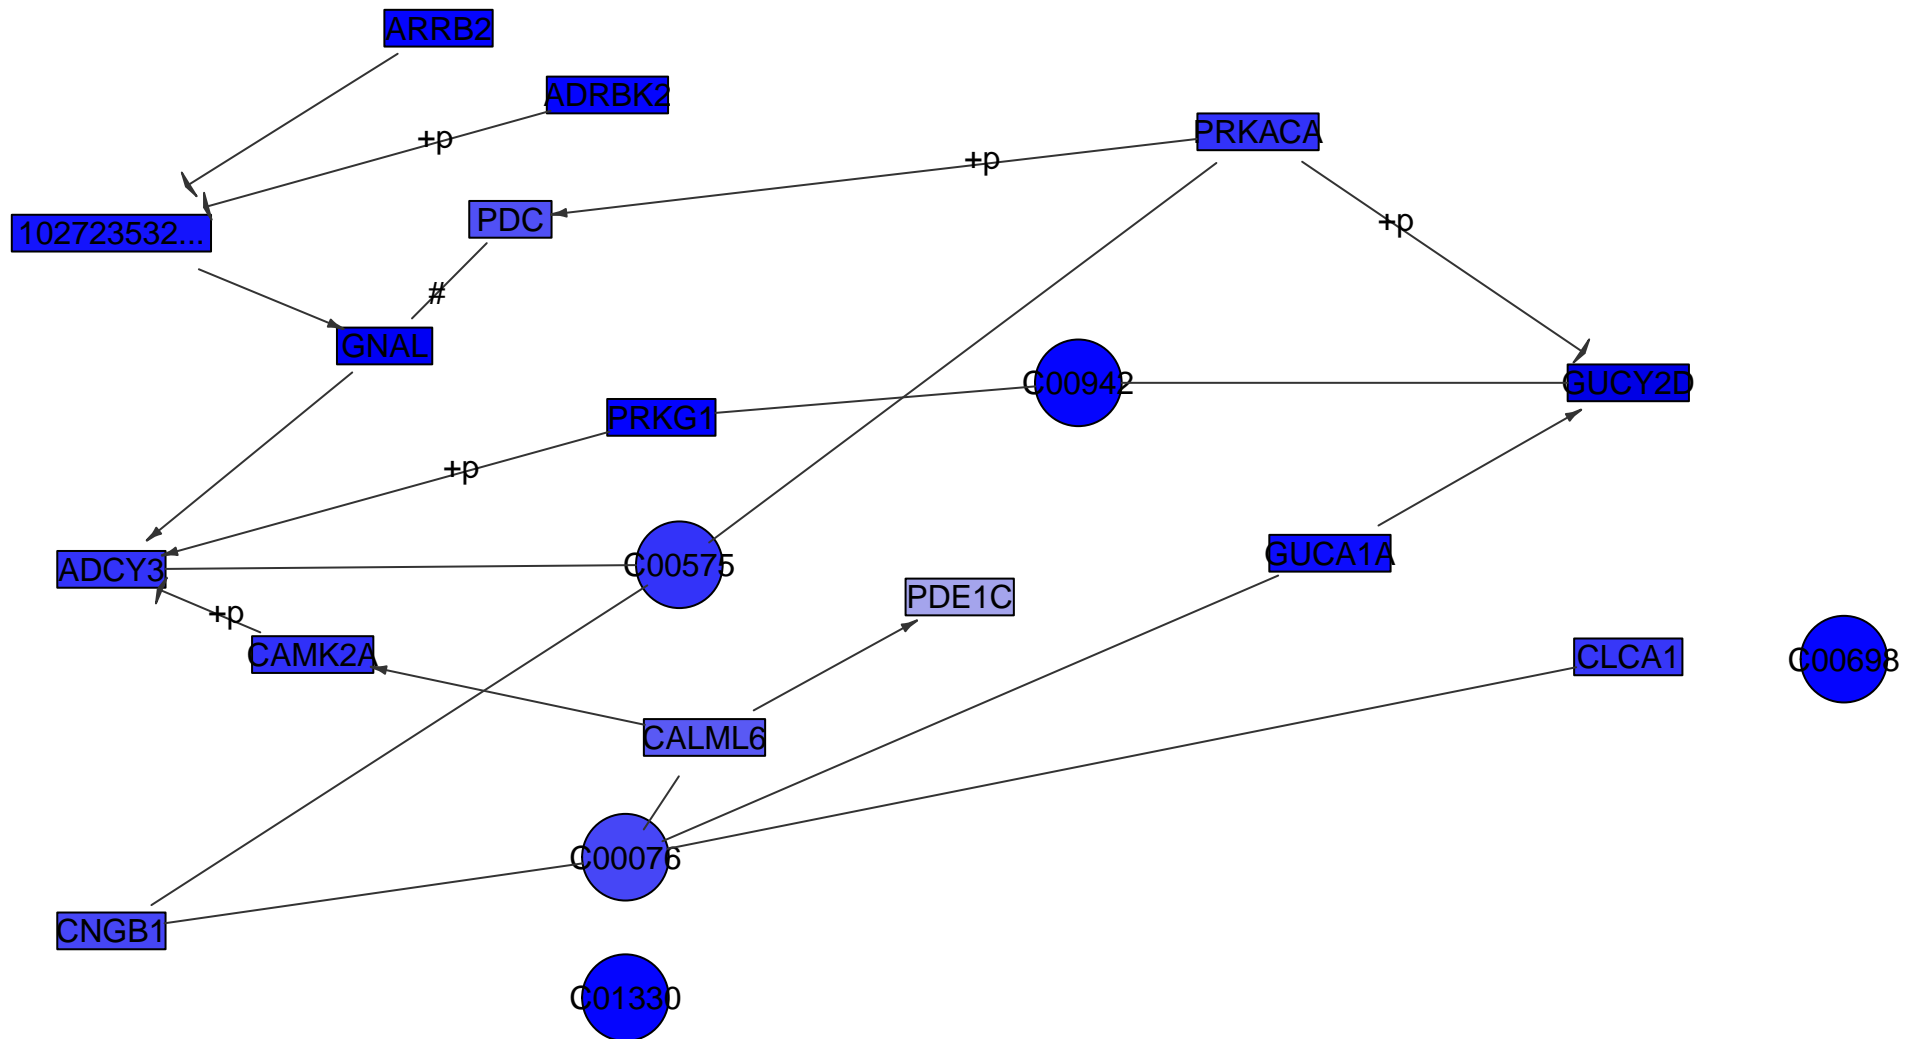 ARRB2
ADRBK2
PRKACA
+p
+p
PDC
+p
102723532...
#
GNAL
C00942
GUCY2D
PRKG1
+p
GUCA1A
C00575
ADCY3
PDE1C
+p
CAMK2A
CLCA1
C00698
CALML6
C00076
CNGB1
C01330